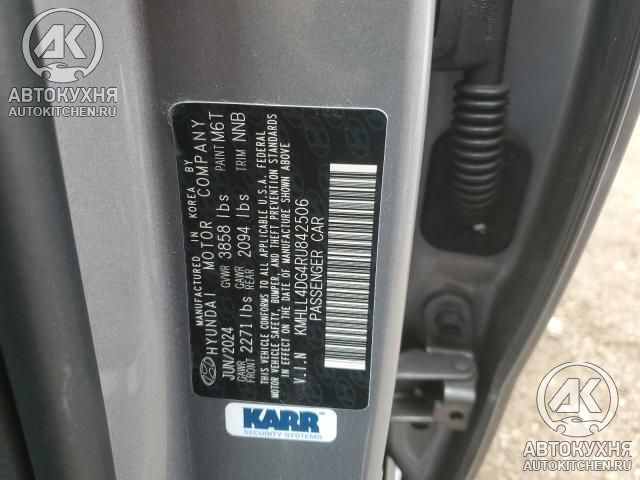 AK
АВТОКУХНЯ
AUTOKITCHEN.RU
MANUFACTURED IN KOREA BY
HYUNDAI MOTOR COMPANY
JUN/2024 GVWR 3858 lbs PAINT M6T
GAWR FRONT 2271 lbs GAWR REAR 2094 lbs TRIM NNB
THIS VEHICLE CONFORMS TO ALL APPLICABLE U.S.A. FEDERAL
MOTOR VEHICLE SAFETY, BUMPER, AND THEFT PREVENTION STANDARDS
IN EFFECT ON THE DATE OF MANUFACTURE SHOWN ABOVE
V.I.N KMHLL4DG4RU842506
PASSENGER CAR
KARR
SECURITY SYSTEMS
AK
АВТОКУХНЯ
AUTOKITCHEN.RU